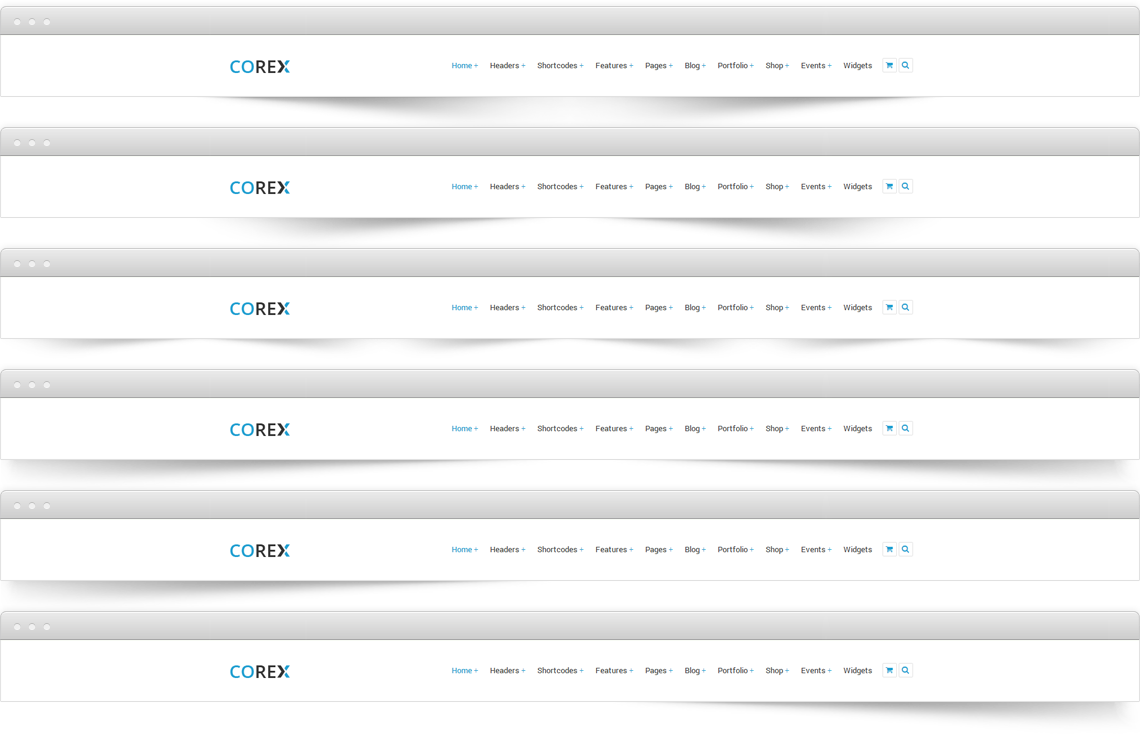 COREX Home + Headers + Shortcodes + Features + Pages + Blog + Portfolio + Shop + Events + Widgets
COREX Home + Headers + Shortcodes + Features + Pages + Blog + Portfolio + Shop + Events + Widgets
COREX Home + Headers + Shortcodes + Features + Pages + Blog + Portfolio + Shop + Events + Widgets
COREX Home + Headers + Shortcodes + Features + Pages + Blog + Portfolio + Shop + Events + Widgets
COREX Home + Headers + Shortcodes + Features + Pages + Blog + Portfolio + Shop + Events + Widgets
COREX Home + Headers + Shortcodes + Features + Pages + Blog + Portfolio + Shop + Events + Widgets